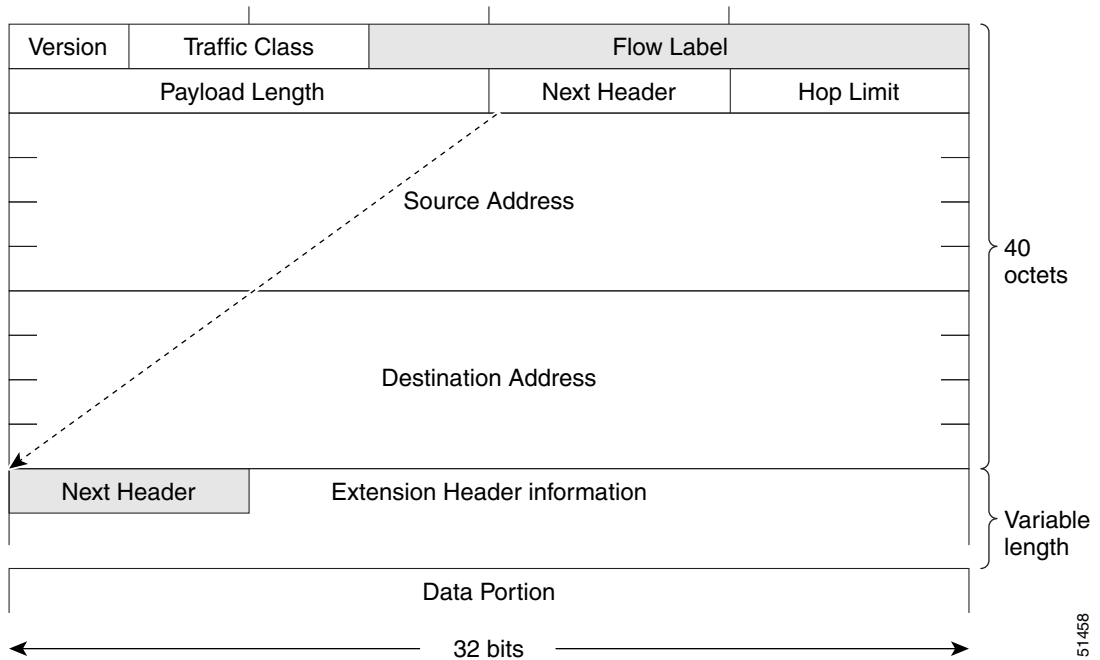 Version Traffic Class Flow Label
Payload Length Next Header Hop Limit
Source Address
40
octets
Destination Address
Next Header Extension Header information
Variable
length
Data Portion
32 bits
51458